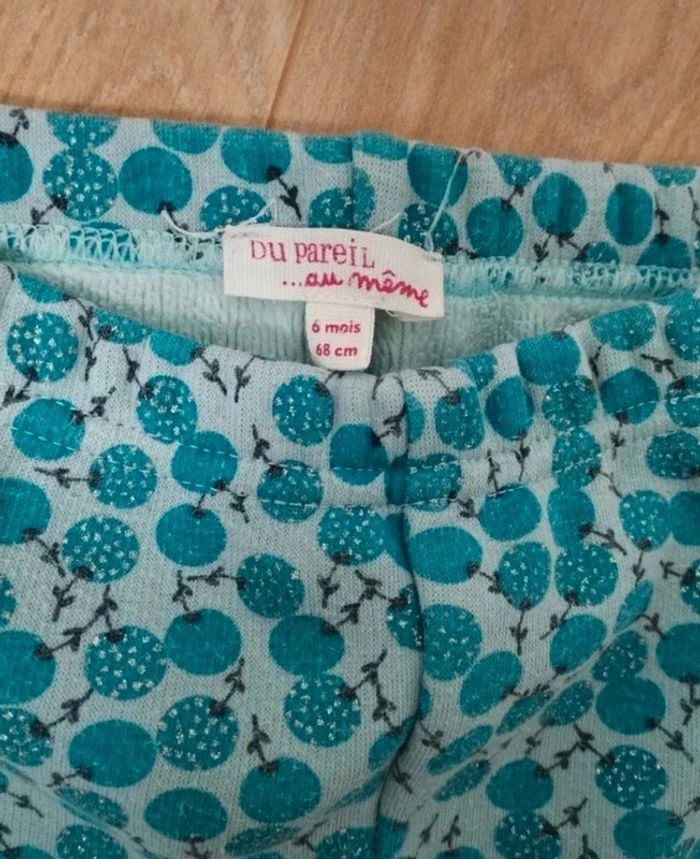 DU pareiL
...au même
6 mois
68 cm